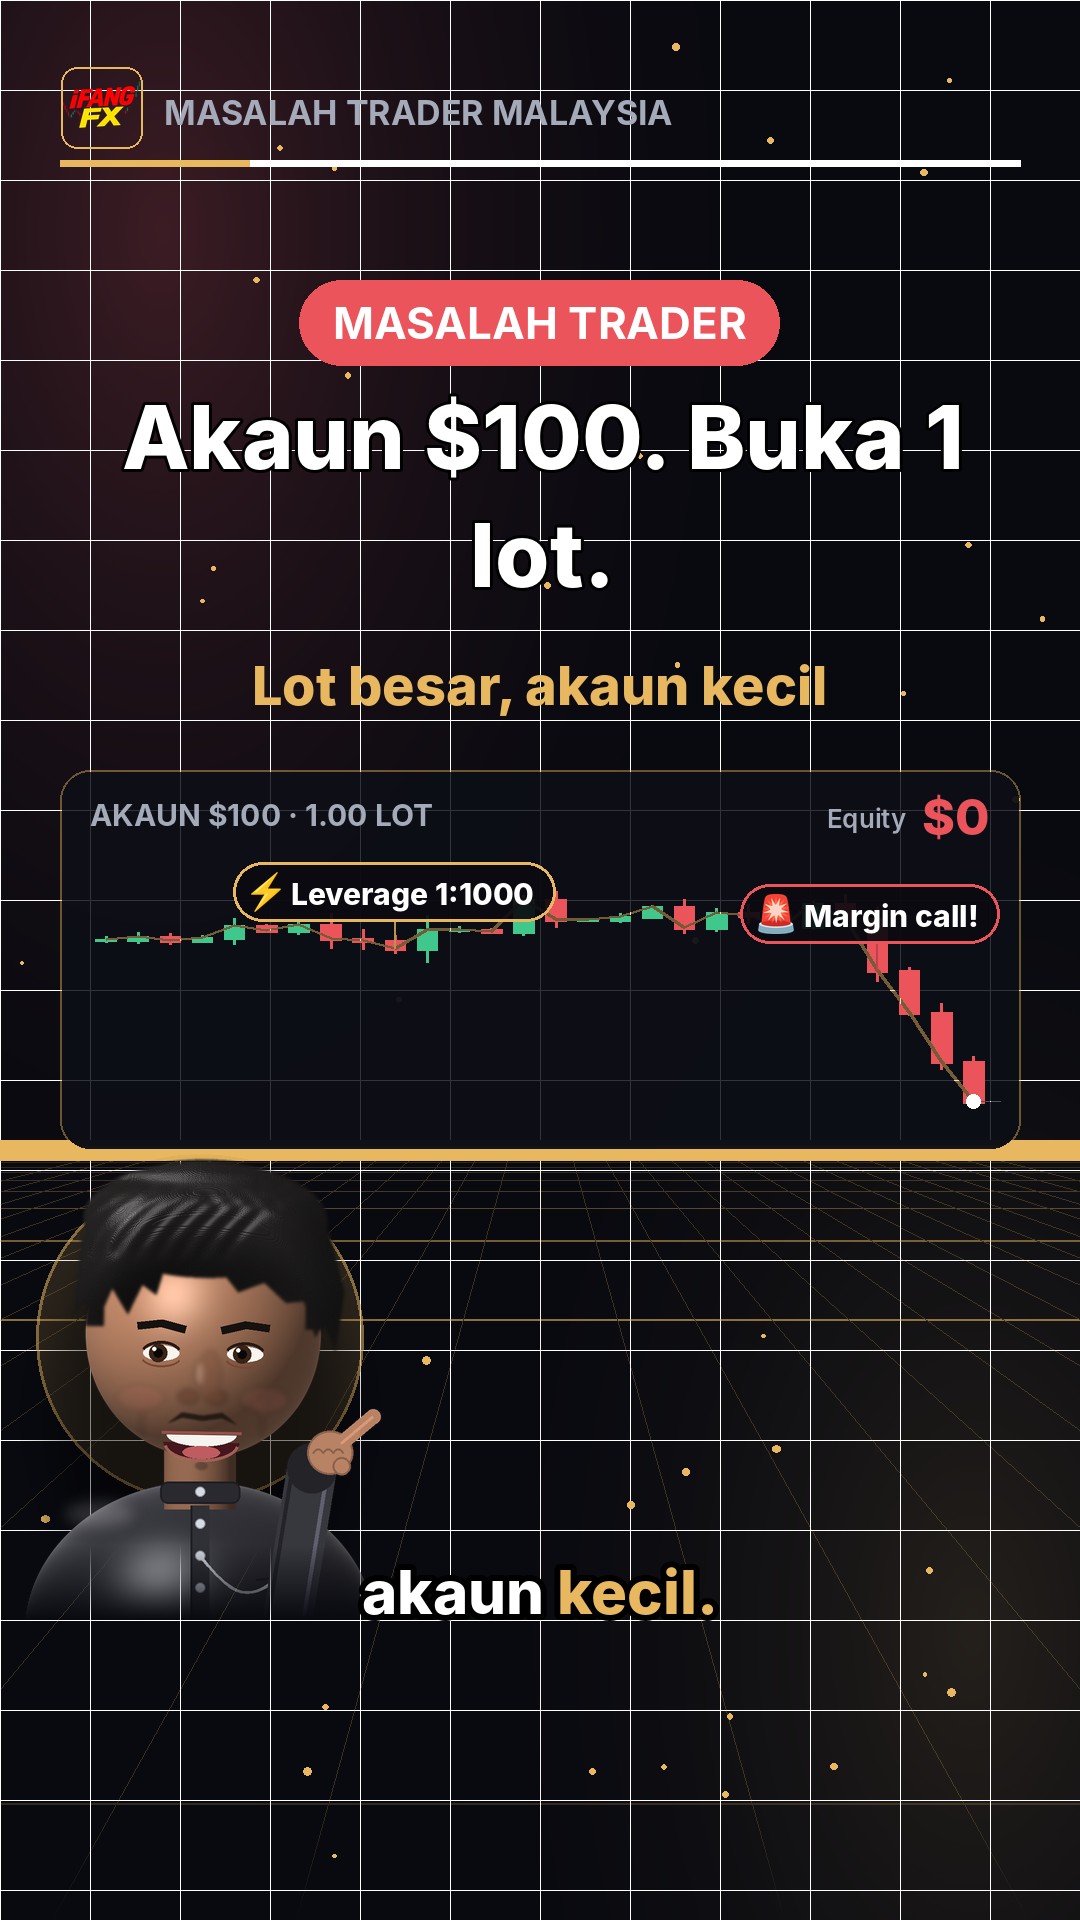 iFANG
FX
MASALAH TRADER MALAYSIA
MASALAH TRADER
Akaun $100. Buka 1
lot.
Lot besar, akaun kecil
AKAUN $100 · 1.00 LOT
Equity $0
⚡ Leverage 1:1000
🚨 Margin call!
akaun kecil.